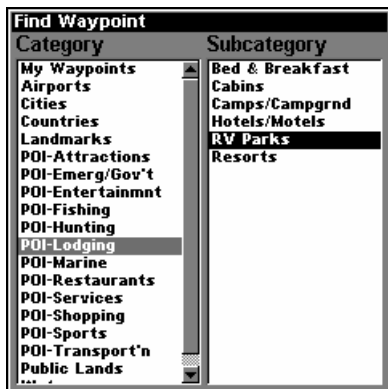 Find Waypoint
Category
Subcategory
My Waypoints
Airports
Cities
Countries
Landmarks
POI-Attractions
POI-Emerg/Gov't
POI-Entertainmnt
POI-Fishing
POI-Hunting
POI-Lodging
POI-Marine
POI-Restaurants
POI-Services
POI-Shopping
POI-Sports
POI-Transport'n
Public Lands
Bed & Breakfast
Cabins
Camps/Campgrnd
Hotels/Motels
RV Parks
Resorts